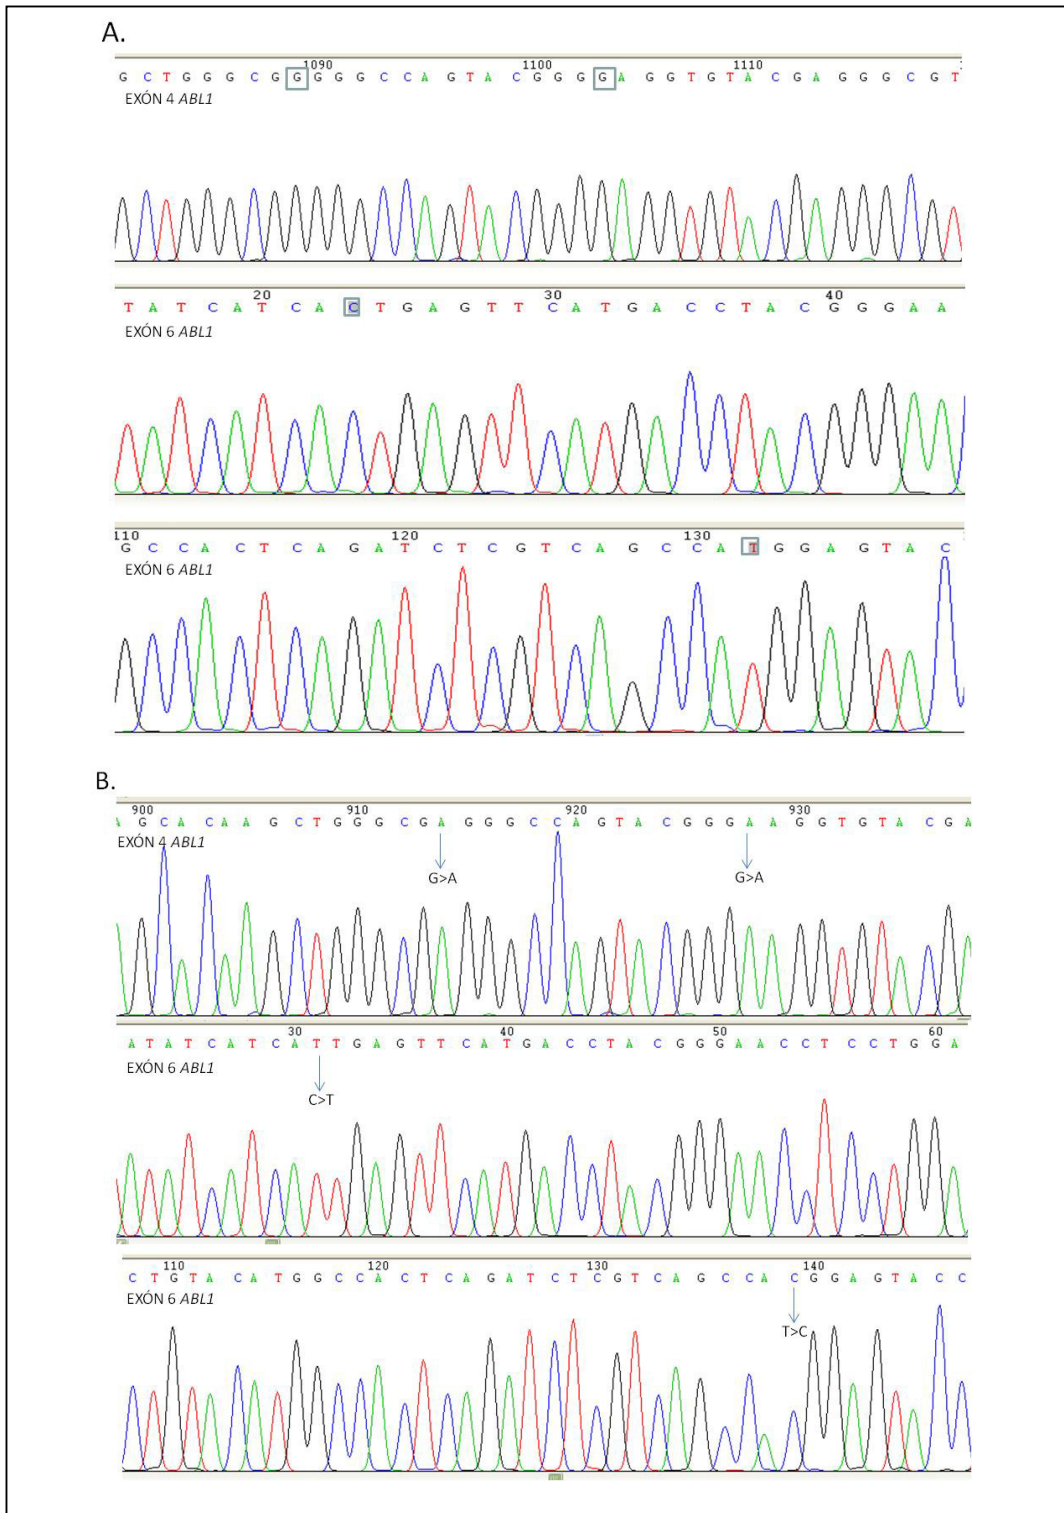 A.
1090 1100 1110
G C T G G G C G G G G G C C A G T A C G G G G A G G T G T A C G A G G G C G T
EXÓN 4 ABL1
20 30 40
T A T C A T C A C T G A G T T C A T G A C C T A C G G G A A
EXÓN 6 ABL1
110 120 130
G C C A C T C A G A T C T C G T C A G C C A T G G A G T A C
EXÓN 6 ABL1
B.
900 910 920 930
A G C A C A A G C T G G G C G A G G G C C A G T A C G G G A A G G T G T A C G A
EXÓN 4 ABL1
G>A G>A
30 40 50 60
A T A T C A T C A T T G A G T T C A T G A C C T A C G G G A A C C T C C T G G A
EXÓN 6 ABL1
C>T
110 120 130 140
C T G T A C A T G G C C A C T C A G A T C T C G T C A G C C A C G G A G T A C C
EXÓN 6 ABL1
T>C